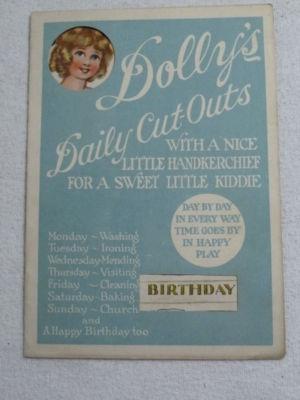 Dolly's
Daily Cut-Outs
WITH A NICE
LITTLE HANDKERCHIEF
FOR A SWEET LITTLE KIDDIE
DAY BY DAY
IN EVERY WAY
TIME GOES BY
IN HAPPY
PLAY
Monday ~ Washing
Tuesday ~ Ironing
Wednesday-Mending
Thursday ~ Visiting
Friday ~ Cleaning
Saturday-Baking
Sunday ~ Church
and
A Happy Birthday too
BIRTHDAY